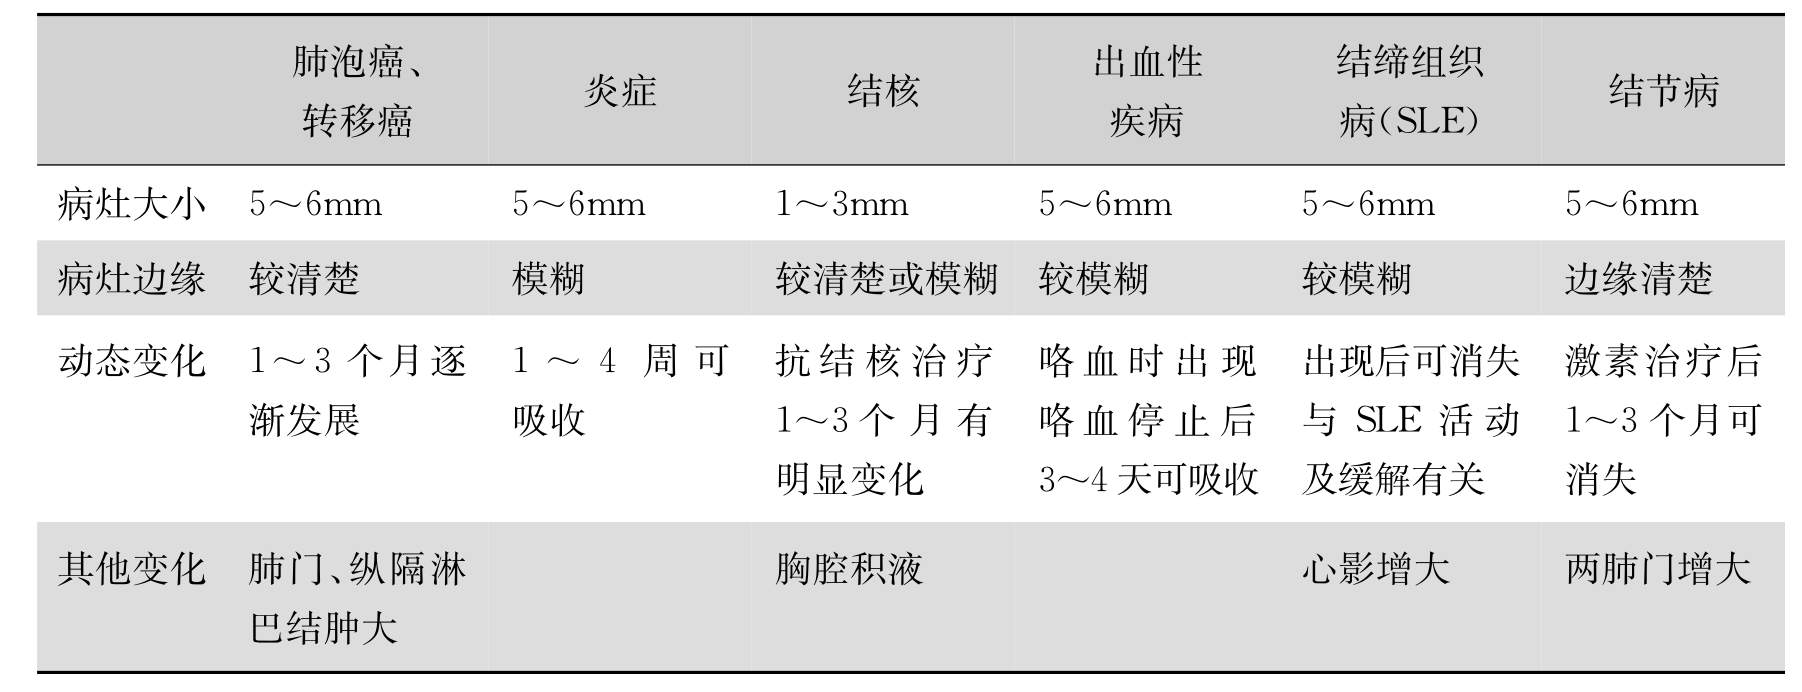 肺泡癌、
转移癌
炎症
结核
出血性
疾病
结缔组织
病(SLE)
结节病
病灶大小 5～6mm 5～6mm 1～3mm 5～6mm 5～6mm 5～6mm
病灶边缘 较清楚 模糊 较清楚或模糊 较模糊 较模糊 边缘清楚
动态变化
1～3个月逐
渐发展
1～4周可
吸收
抗结核治疗
1～3个月有
明显变化
咯血时出现
咯血停止后
3～4天可吸收
出现后可消失
与SLE活动
及缓解有关
激素治疗后
1～3个月可
消失
其他变化
肺门、纵隔淋
巴结肿大
胸腔积液
心影增大
两肺门增大